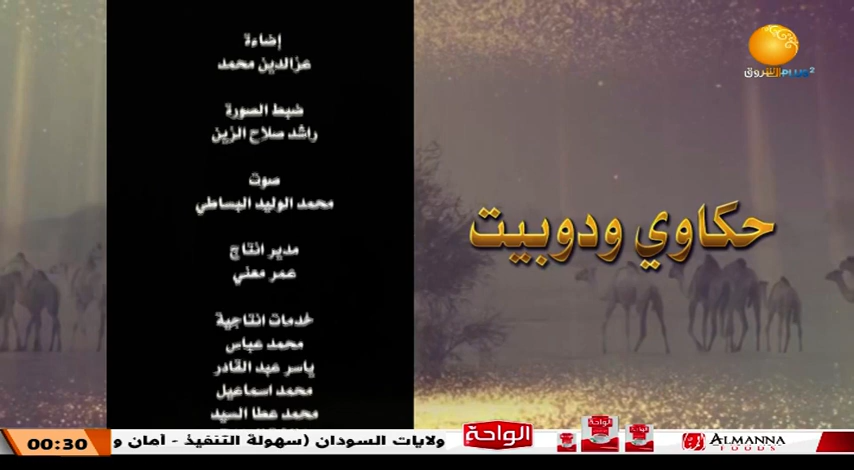 إضاءة
عزالدين محمد
ضبط الصورة
راشد صلاح الزين
صوت
محمد الوليد البساطي
مدير انتاج
عمر معني
خدمات انتاجية
محمد عباس
ياسر عبد القادر
محمد اسماعيل
محمد عطا السيد
حكاوي ودوبيت
الشروق 2
00:30
ولايات السودان (سهولة التنفيذ - أمان و
الواحة
ALMANNA
FOODS